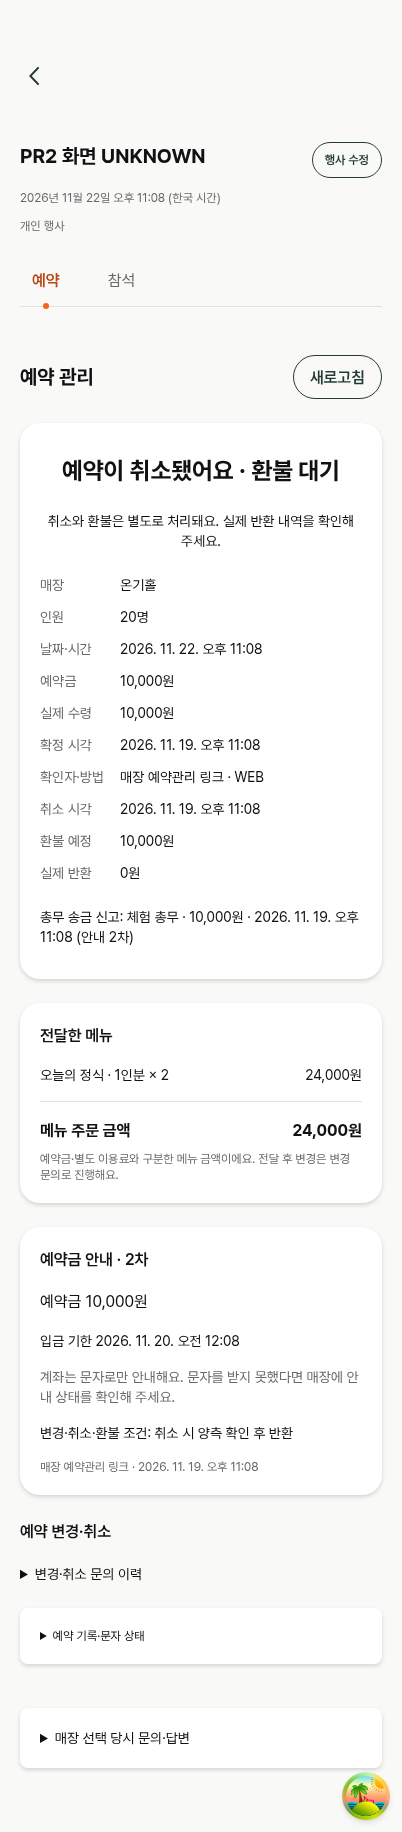 PR2 화면 UNKNOWN
행사 수정
2026년 11월 22일 오후 11:08 (한국 시간)
개인 행사
예약
참석
예약 관리
새로고침
예약이 취소됐어요 · 환불 대기
취소와 환불은 별도로 처리돼요. 실제 반환 내역을 확인해
주세요.
매장 온기홀
인원 20명
날짜·시간 2026. 11. 22. 오후 11:08
예약금 10,000원
실제 수령 10,000원
확정 시각 2026. 11. 19. 오후 11:08
확인자·방법 매장 예약관리 링크 · WEB
취소 시각 2026. 11. 19. 오후 11:08
환불 예정 10,000원
실제 반환 0원
총무 송금 신고: 체험 총무 · 10,000원 · 2026. 11. 19. 오후
11:08 (안내 2차)
전달한 메뉴
오늘의 정식 · 1인분 × 2 24,000원
메뉴 주문 금액 24,000원
예약금·별도 이용료와 구분한 메뉴 금액이에요. 전달 후 변경은 변경
문의로 진행해요.
예약금 안내 · 2차
예약금 10,000원
입금 기한 2026. 11. 20. 오전 12:08
계좌는 문자로만 안내해요. 문자를 받지 못했다면 매장에 안
내 상태를 확인해 주세요.
변경·취소·환불 조건: 취소 시 양측 확인 후 반환
매장 예약관리 링크 · 2026. 11. 19. 오후 11:08
예약 변경·취소
▶ 변경·취소 문의 이력
▶ 예약 기록·문자 상태
▶ 매장 선택 당시 문의·답변